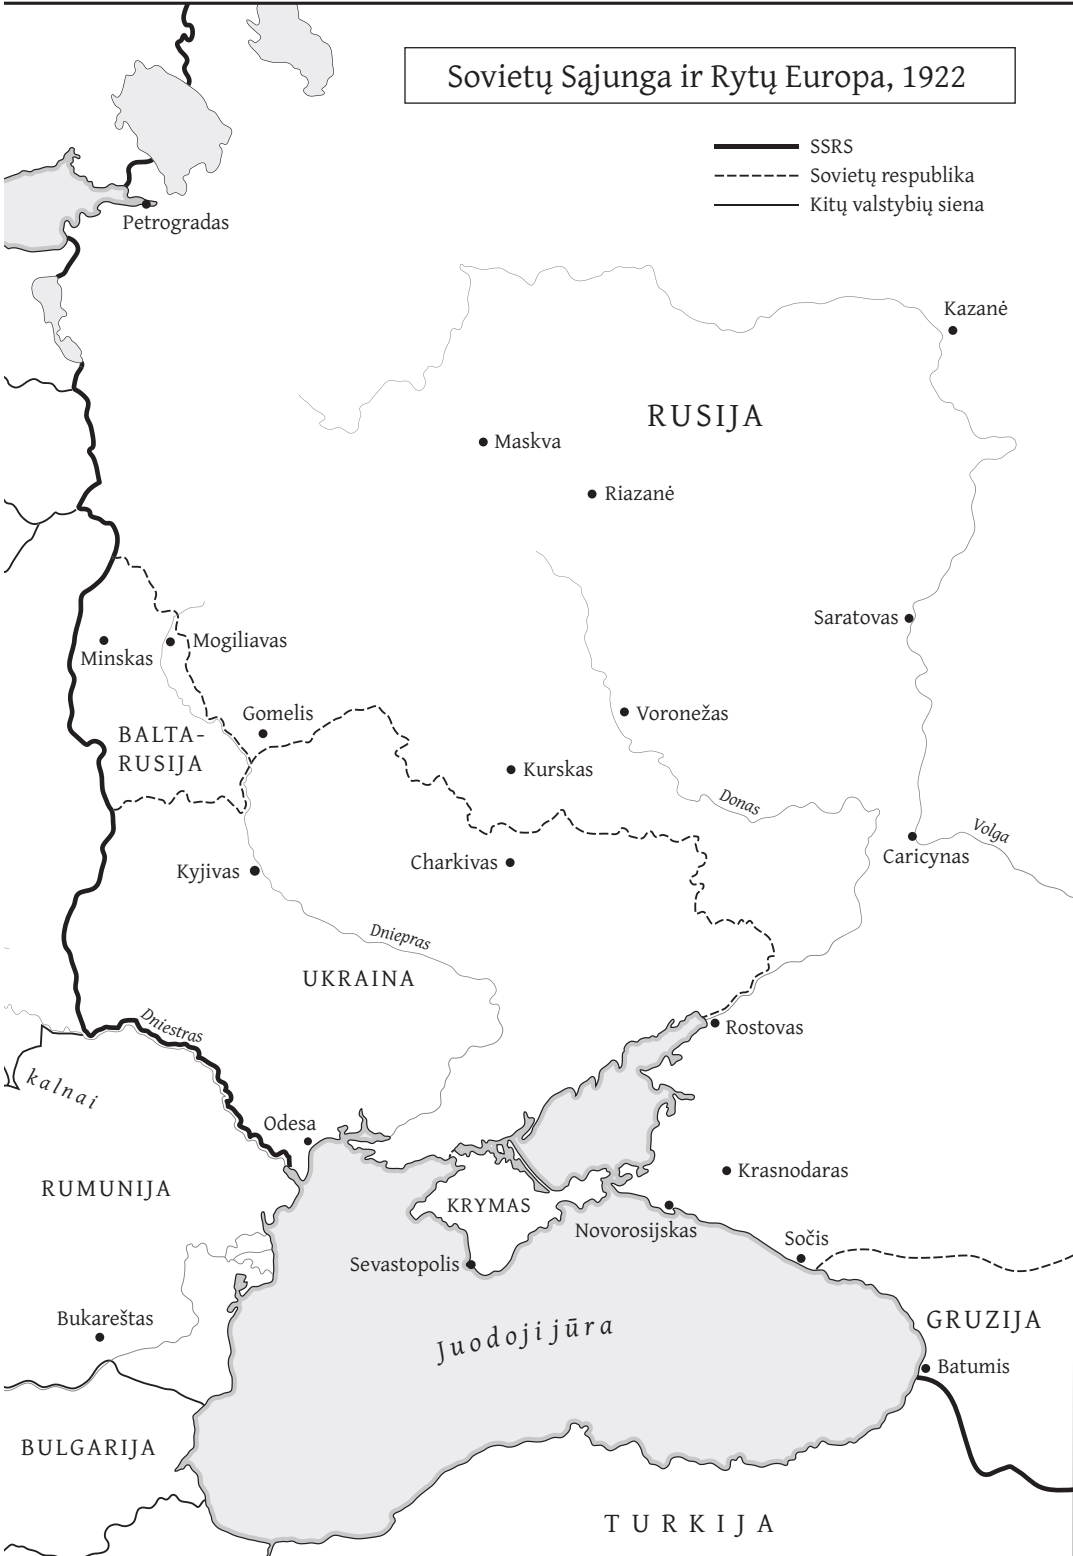 Sovietų Sąjunga ir Rytų Europa, 1922
SSRS
Sovietų respublika
Kitų valstybių siena
Petrogradas
Kazanė
RUSIJA
Maskva
Riazanė
Saratovas
Minskas
Mogiliavas
Gomelis
Voronežas
BALTA-
RUSIJA
Kurskas
Donas
Volga
Caricynas
Kyjivas
Charkivas
Dniepras
UKRAINA
Dniestras
Rostovas
kalnai
Odesa
Krasnodaras
RUMUNIJA
KRYMAS
Novorosijskas
Sočis
Sevastopolis
Bukareštas
Juodoji jūra
GRUZIJA
Batumis
BULGARIJA
TURKIJA